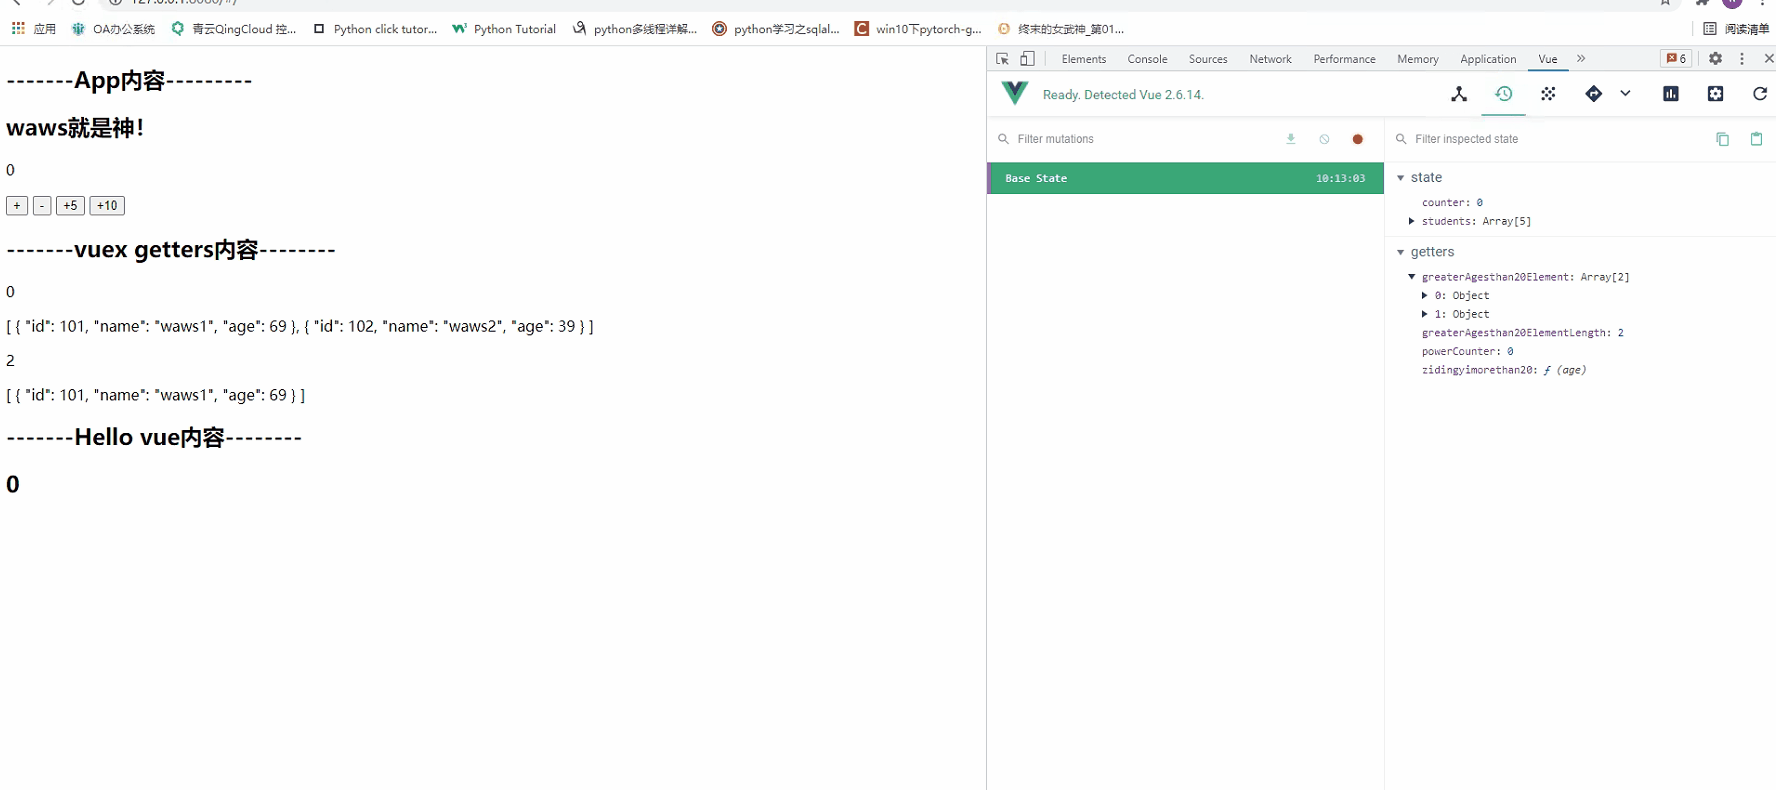 应用 OA办公系统 青云QingCloud 控... Python click tutor... Python Tutorial python多线程详解... python学习之sqlal... win10下pytorch-g... 终末的女武神_第01... 阅读清单
-------App内容---------
waws就是神!
0
+ - +5 +10
-------vuex getters内容--------
0
[ { "id": 101, "name": "waws1", "age": 69 }, { "id": 102, "name": "waws2", "age": 39 } ]
2
[ { "id": 101, "name": "waws1", "age": 69 } ]
-------Hello vue内容--------
0
Elements Console Sources Network Performance Memory Application Vue » 6
Ready. Detected Vue 2.6.14.
Filter mutations
Base State 10:13:03
Filter inspected state
state
counter: 0
students: Array[5]
getters
greaterAgesthan20Element: Array[2]
0: Object
1: Object
greaterAgesthan20ElementLength: 2
powerCounter: 0
zidingyimorethan20: ƒ (age)